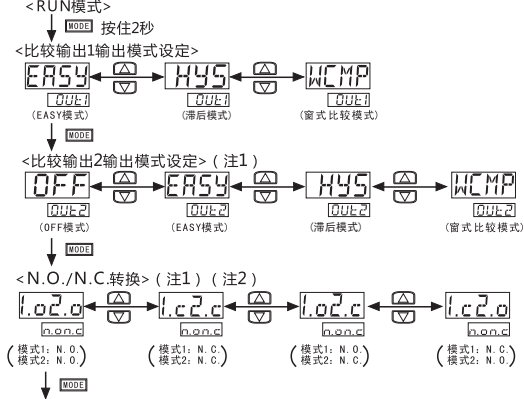 <RUN模式>
MODE 按住2秒
<比较输出1输出模式设定>
EASY HYS WCMP
OUt1 OUt1 OUt1
(EASY模式) (滞后模式) (窗式比较模式)
MODE
<比较输出2输出模式设定>(注1)
OFF EASY HYS WCMP
OUt2 OUt2 OUt2 OUt2
(OFF模式) (EASY模式) (滞后模式) (窗式比较模式)
MODE
<N.O./N.C.转换>(注1)(注2)
1.o2.o 1.c2.c 1.o2.c 1.c2.o
n.on.c n.on.c n.on.c n.on.c
(模式1: N.O.) (模式1: N.C.) (模式1: N.O.) (模式1: N.C.)
(模式2: N.O.) (模式2: N.C.) (模式2: N.C.) (模式2: N.O.)
MODE